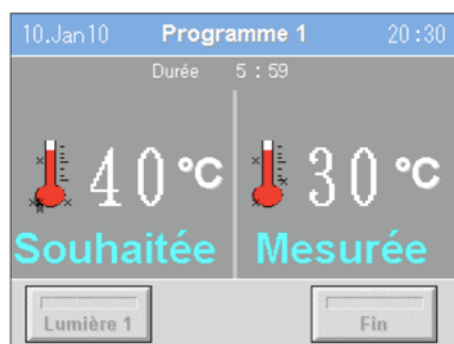 10.Jan10 Programme 1 20:30
Durée 5 : 59
40 °C 30 °C
Souhaitée Mesurée
Lumière 1 Fin